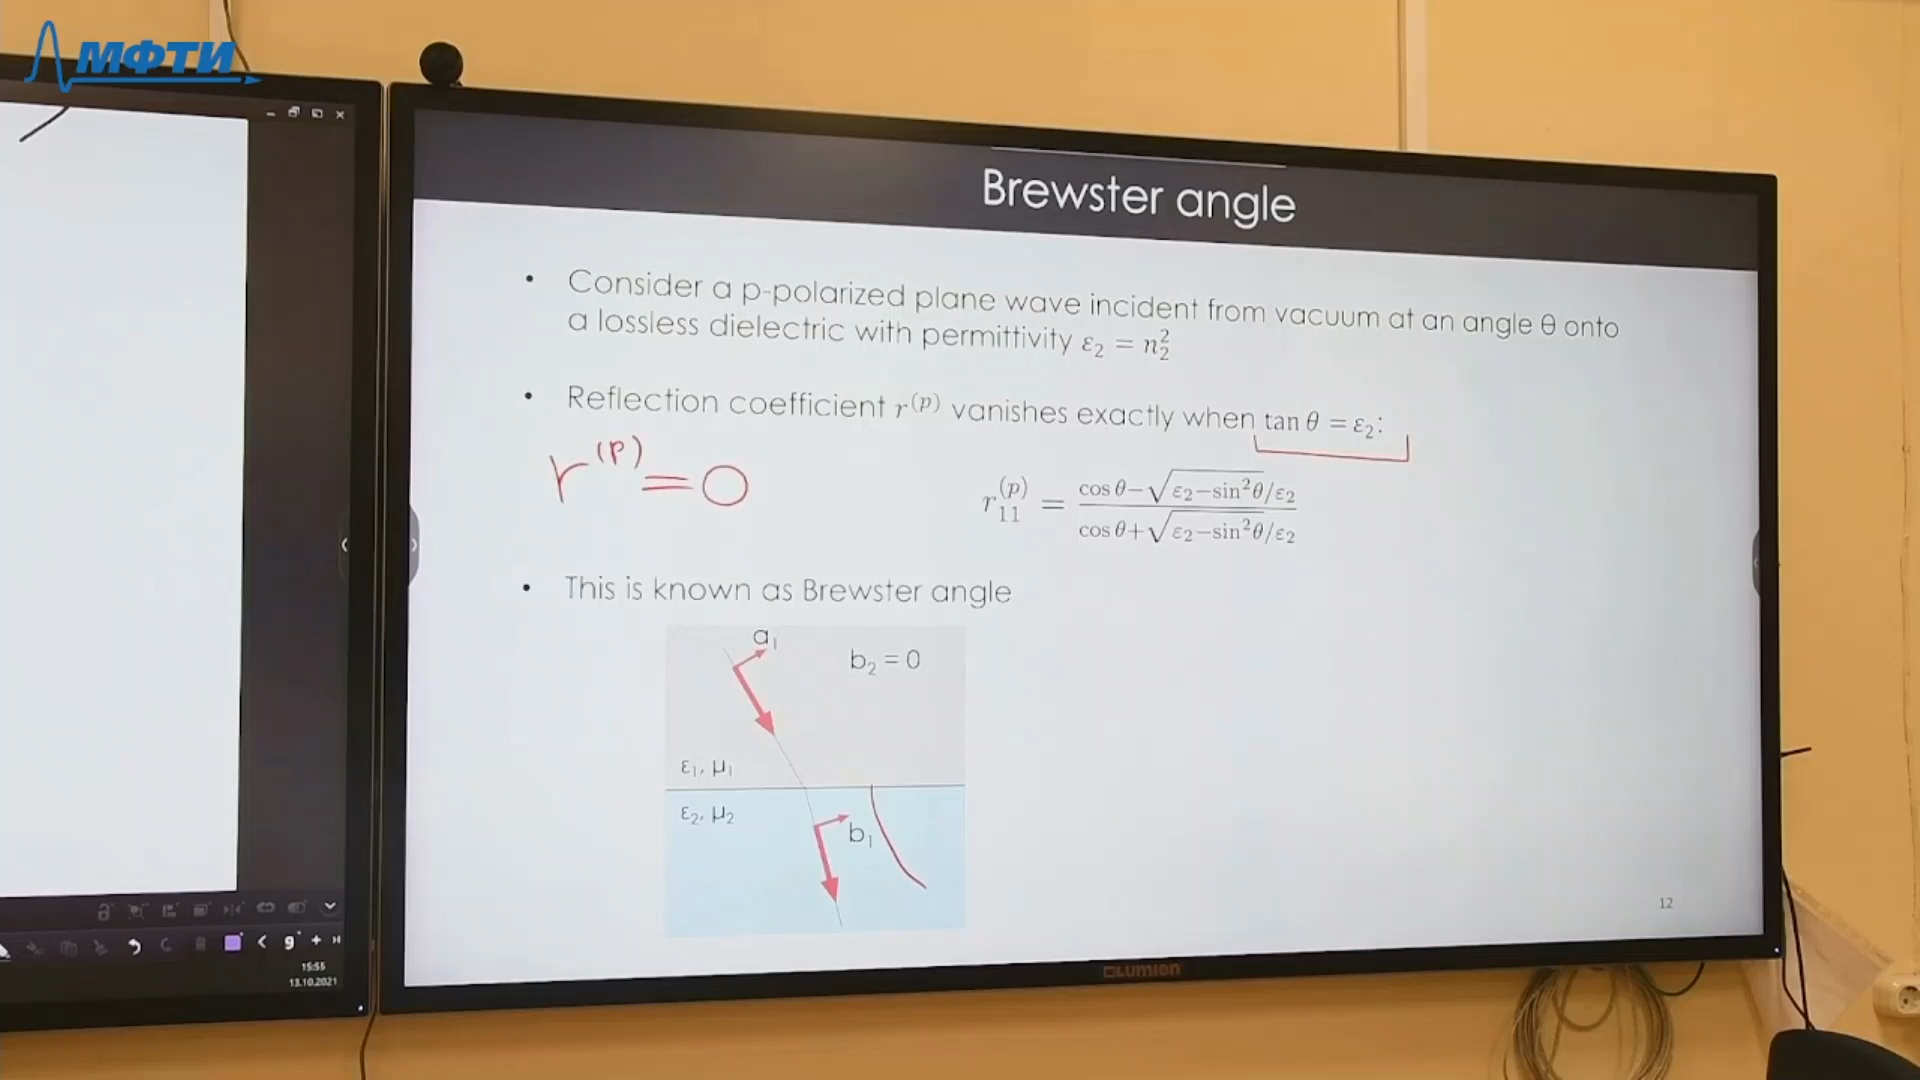 МФТИ
Brewster angle
• Consider a p-polarized plane wave incident from vacuum at an angle θ onto
a lossless dielectric with permittivity ε₂ = n₂²
• Reflection coefficient r⁽ᵖ⁾ vanishes exactly when tan θ = ε₂:
r⁽ᵖ⁾ = 0
r₁₁⁽ᵖ⁾ = (cos θ−√(ε₂−sin²θ)/ε₂) / (cos θ+√(ε₂−sin²θ)/ε₂)
• This is known as Brewster angle
a₁
b₂ = 0
ε₁, μ₁
ε₂, μ₂
b₁
12
9
15:55
13.10.2021
Lumien